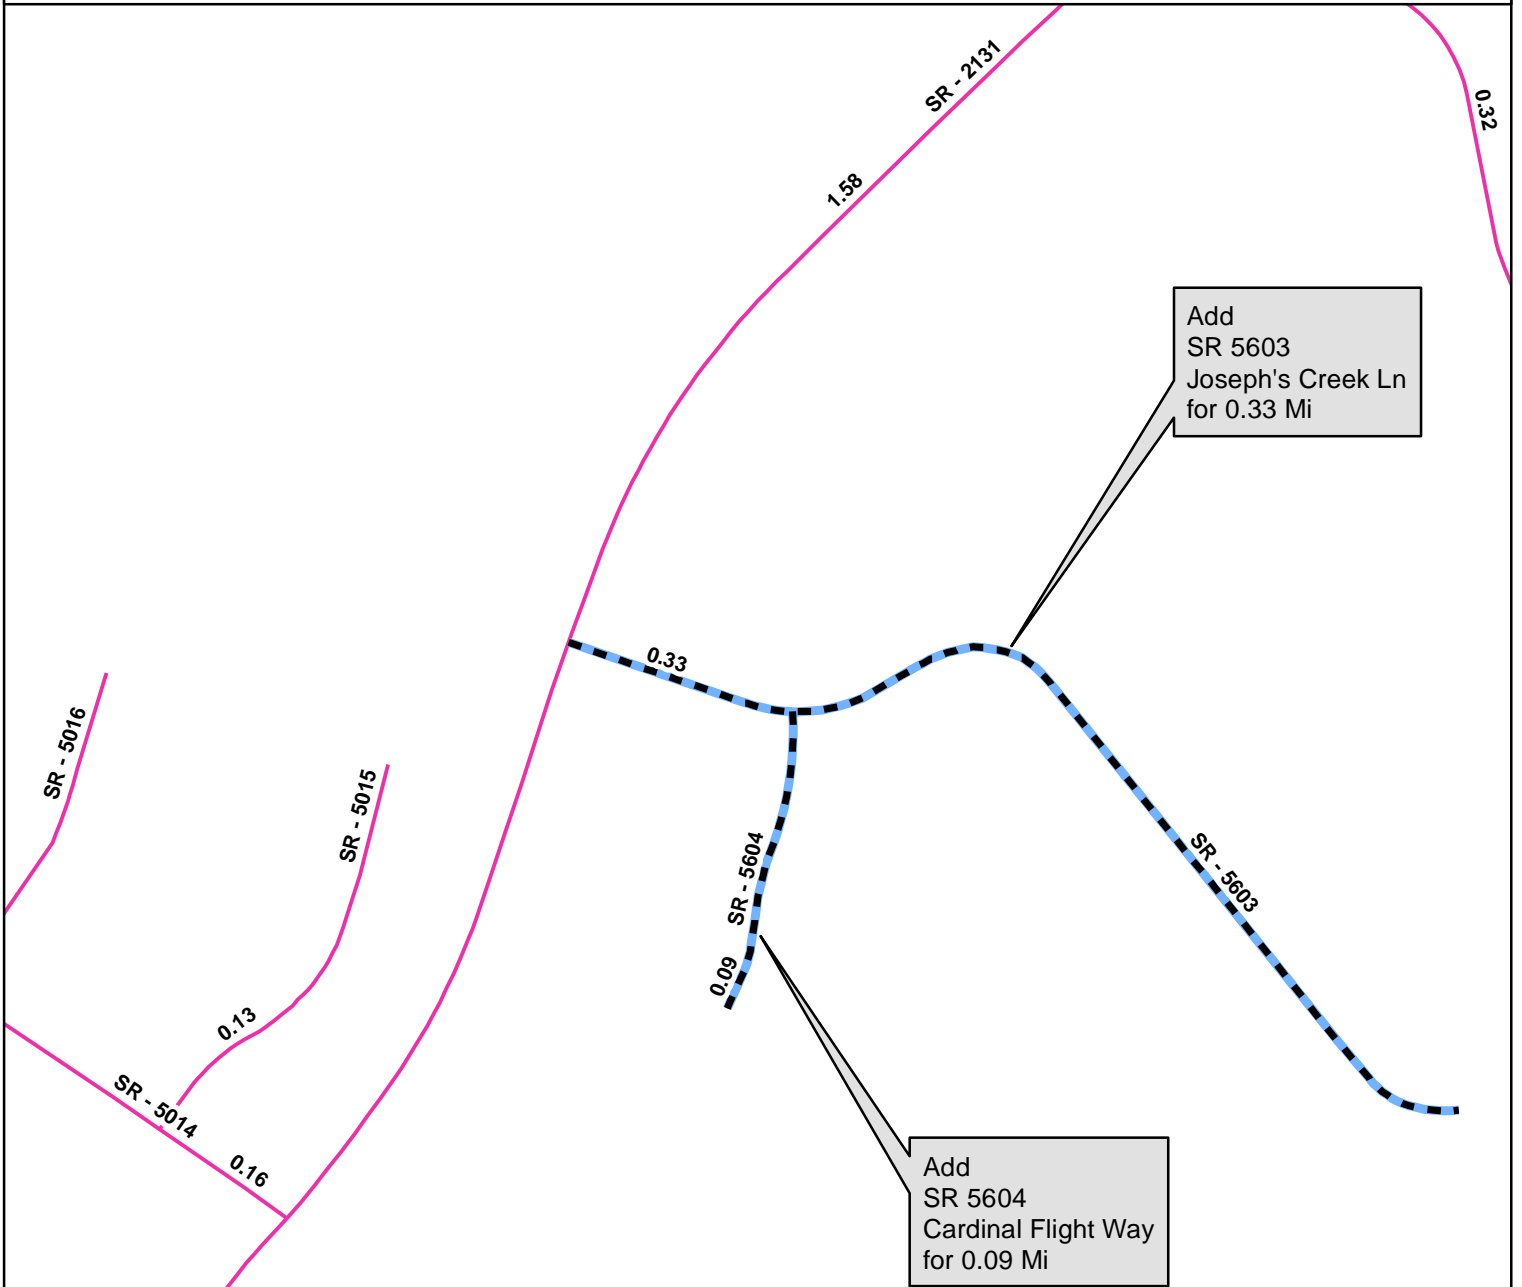 SR - 2131
0.32
1.58
Add
SR 5603
Joseph's Creek Ln
for 0.33 Mi
0.33
SR - 5016
SR - 5015
SR - 5604
SR - 5603
0.09
0.13
SR - 5014
0.16
Add
SR 5604
Cardinal Flight Way
for 0.09 Mi